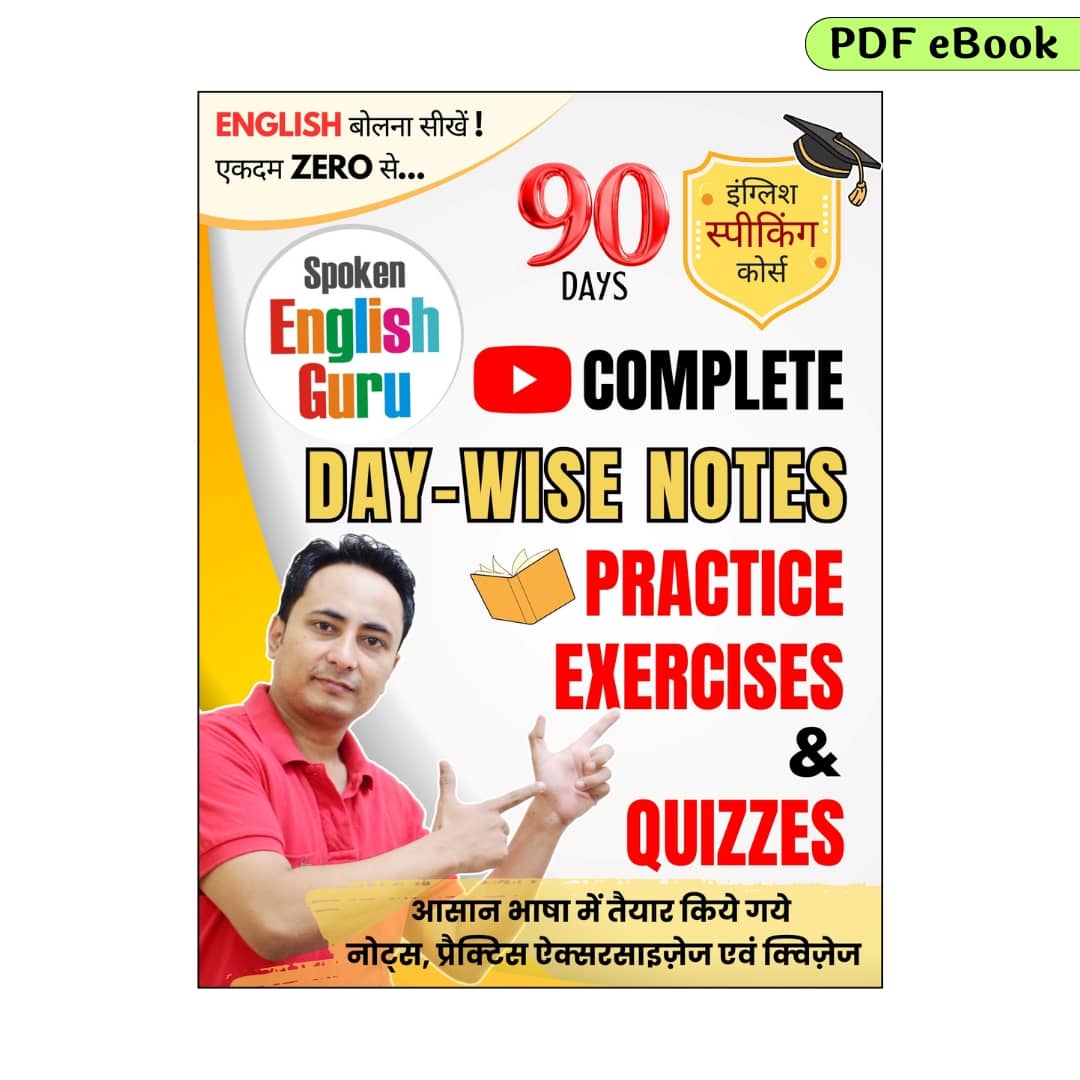 PDF eBook
ENGLISH बोलना सीखें !
एकदम ZERO से...
90
DAYS
इंग्लिश
स्पीकिंग
कोर्स
Spoken
English
Guru
COMPLETE
DAY-WISE NOTES
PRACTICE
EXERCISES
&
QUIZZES
आसान भाषा में तैयार किये गये
नोट्स, प्रैक्टिस ऐक्सरसाइज़ेज एवं क्विज़ेज